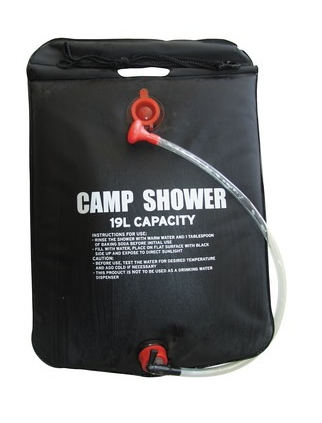 CAMP SHOWER
19L CAPACITY
INSTRUCTIONS FOR USE:
• RINSE THE SHOWER WITH WARM WATER AND 1 TABLESPOON
OF BAKING SODA BEFORE INITIAL USE
• FILL WITH WATER, PLACE ON FLAT SURFACE WITH BLACK
SIDE UP AND EXPOSE TO DIRECT SUNLIGHT
CAUTION:
• BEFORE USE, TEST THE WATER FOR DESIRED TEMPERATURE
AND ADD COLD IF NECESSARY
• THIS PRODUCT IS NOT TO BE USED AS A DRINKING WATER
DISPENSER